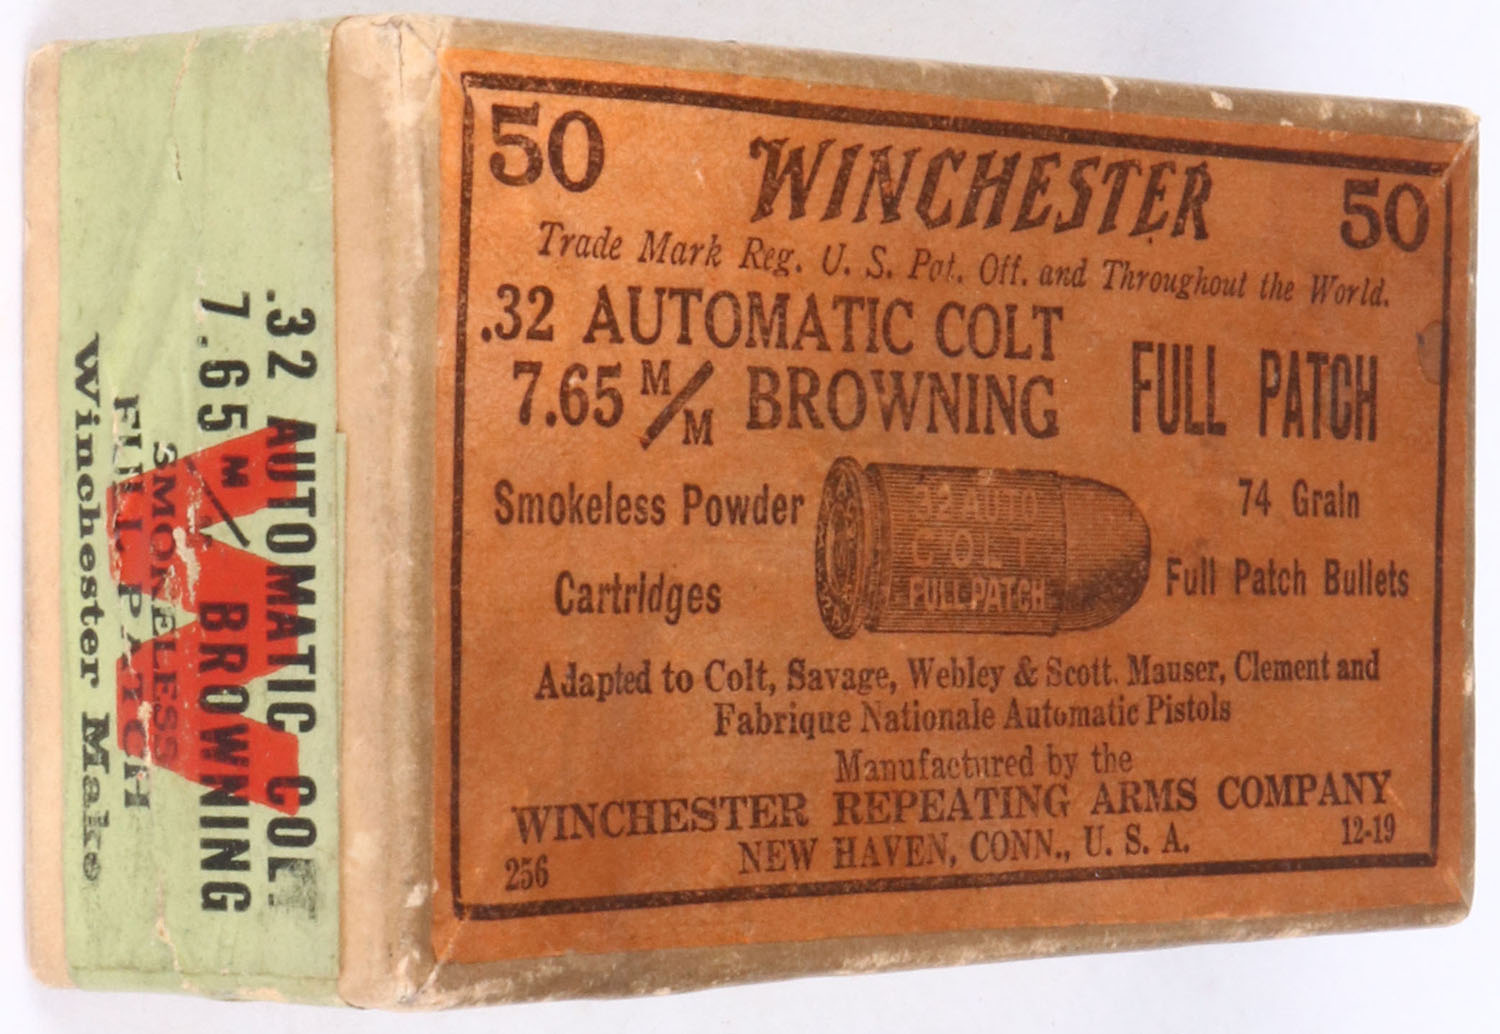 50 WINCHESTER 50
Trade Mark Reg. U. S. Pat. Off. and Throughout the World.
.32 AUTOMATIC COLT
7.65 M/M BROWNING
FULL PATCH
Smokeless Powder
Cartridges
32 AUTO
COLT
FULL PATCH
74 Grain
Full Patch Bullets
Adapted to Colt, Savage, Webley & Scott, Mauser, Clement and
Fabrique Nationale Automatic Pistols
Manufactured by the
WINCHESTER REPEATING ARMS COMPANY
NEW HAVEN, CONN., U. S. A.
256
12-19
.32 AUTOMATIC COLT
7.65 M/M BROWNING
SMOKELESS
FULL PATCH
Winchester Make
W